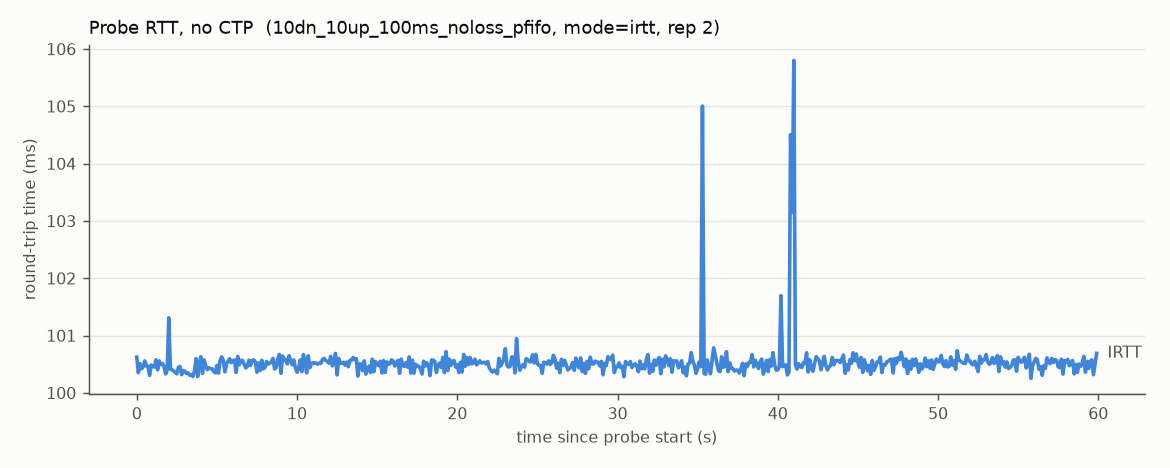 Probe RTT, no CTP  (10dn_10up_100ms_noloss_pfifo, mode=irtt, rep 2)
106
105
104
103
102
101
100
round-trip time (ms)
IRTT
0 10 20 30 40 50 60
time since probe start (s)